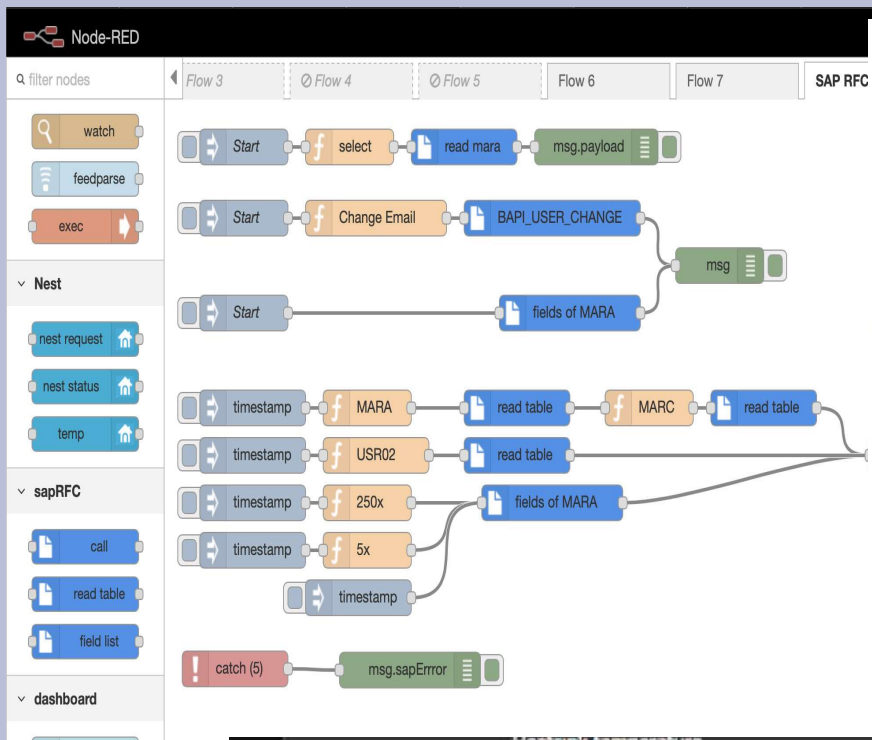 Node-RED
filter nodes
Flow 3
Flow 4
Flow 5
Flow 6
Flow 7
SAP RFC
watch
feedparse
exec
Nest
nest request
nest status
temp
sapRFC
call
read table
field list
dashboard
Start
select
read mara
msg.payload
Start
Change Email
BAPI_USER_CHANGE
msg
Start
fields of MARA
timestamp
MARA
read table
MARC
read table
timestamp
USR02
read table
timestamp
250x
fields of MARA
timestamp
5x
timestamp
catch (5)
msg.sapErrror